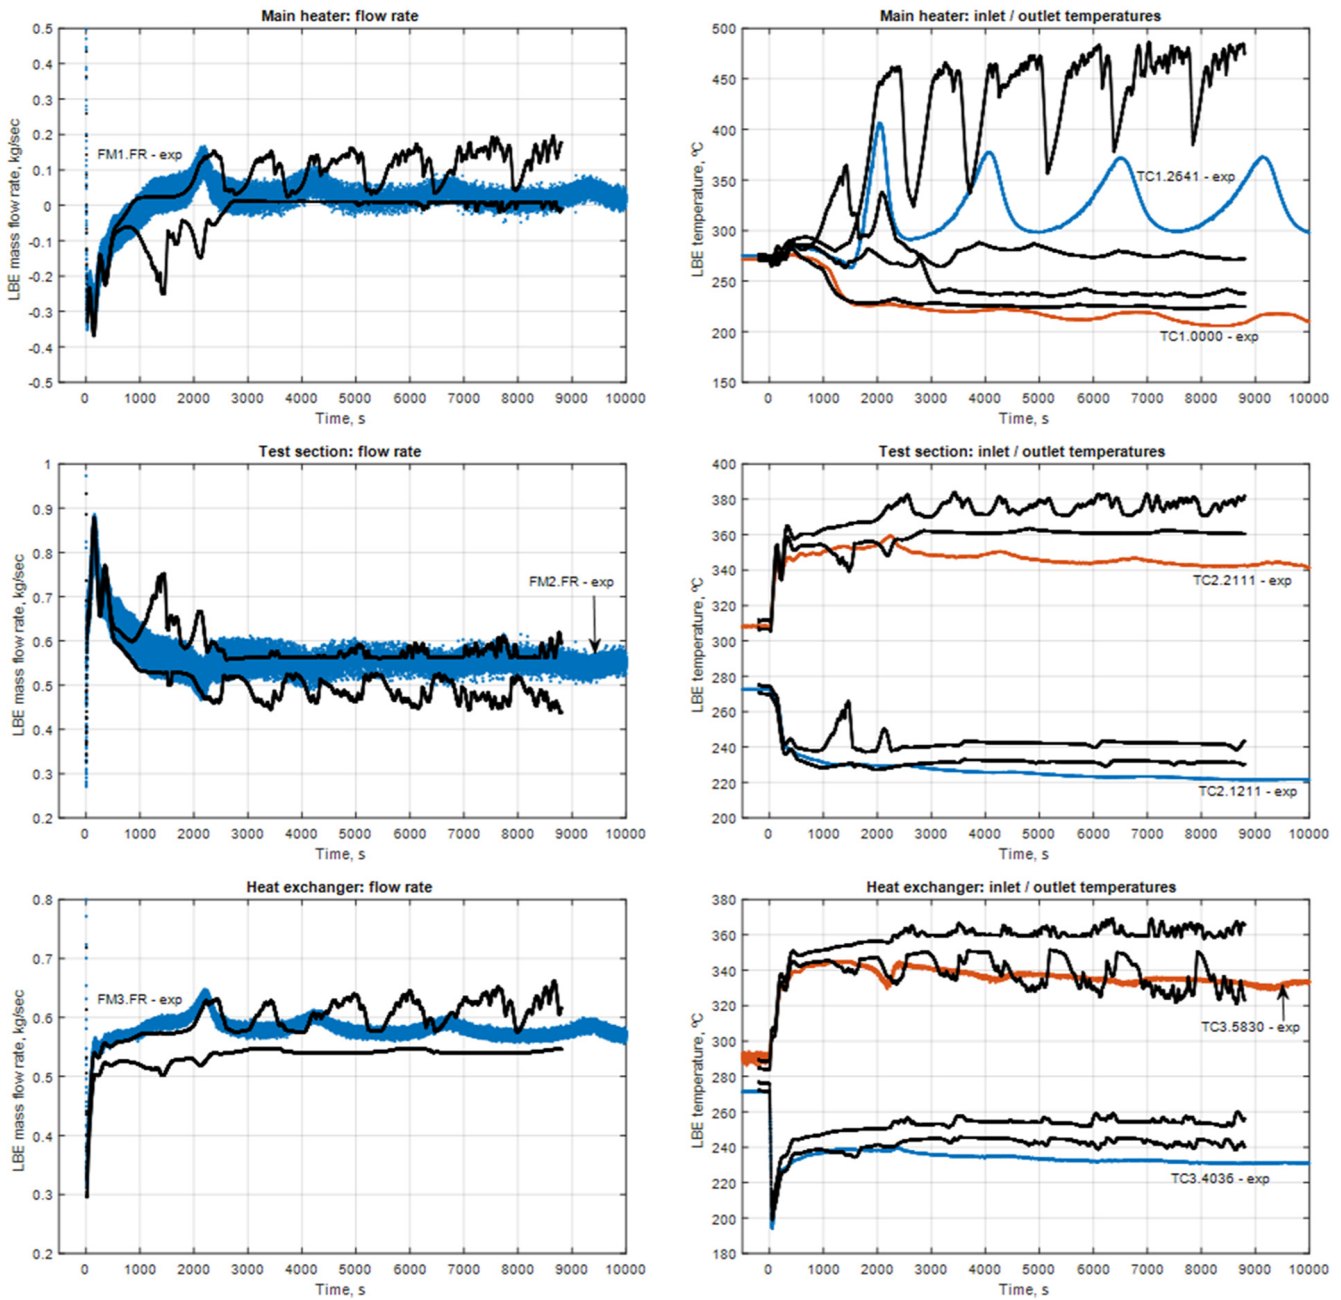 Main heater: flow rate
0.5
0.4
0.3
0.2
0.1
0
-0.1
-0.2
-0.3
-0.4
-0.5
LBE mass flow rate, kg/sec
FM1.FR - exp
0 1000 2000 3000 4000 5000 6000 7000 8000 9000 10000
Time, s
Main heater: inlet / outlet temperatures
500
450
400
350
300
250
200
150
LBE temperature, ºC
TC1.2641 - exp
TC1.0000 - exp
0 1000 2000 3000 4000 5000 6000 7000 8000 9000 10000
Time, s
Test section: flow rate
1
0.9
0.8
0.7
0.6
0.5
0.4
0.3
0.2
LBE mass flow rate, kg/sec
FM2.FR - exp
0 1000 2000 3000 4000 5000 6000 7000 8000 9000 10000
Time, s
Test section: inlet / outlet temperatures
400
380
360
340
320
300
280
260
240
220
200
LBE temperature, ºC
TC2.2111 - exp
TC2.1211 - exp
0 1000 2000 3000 4000 5000 6000 7000 8000 9000 10000
Time, s
Heat exchanger: flow rate
0.8
0.7
0.6
0.5
0.4
0.3
0.2
LBE mass flow rate, kg/sec
FM3.FR - exp
0 1000 2000 3000 4000 5000 6000 7000 8000 9000 10000
Time, s
Heat exchanger: inlet / outlet temperatures
380
360
340
320
300
280
260
240
220
200
180
LBE temperature, ºC
TC3.5830 - exp
TC3.4036 - exp
0 1000 2000 3000 4000 5000 6000 7000 8000 9000 10000
Time, s